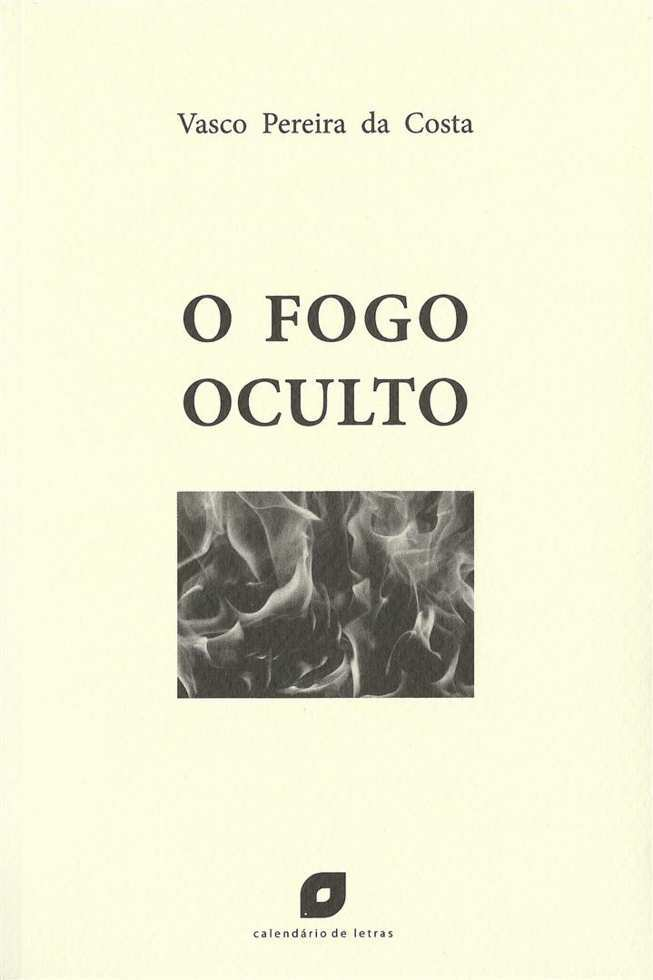 Vasco Pereira da Costa
O FOGO
OCULTO
calendário de letras